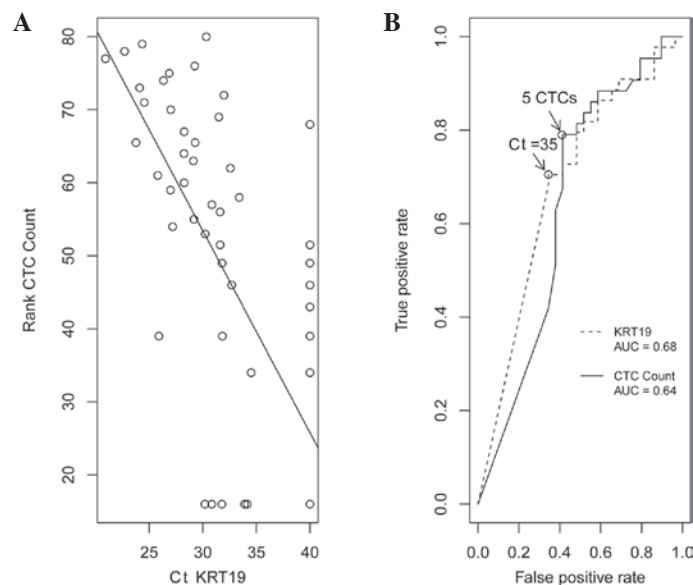 A
B
80
70
60
50
40
30
20
Rank CTC Count
25
30
35
40
Ct KRT19
1.0
0.8
0.6
0.4
0.2
0.0
True positive rate
5 CTCs
Ct =35
KRT19
AUC = 0.68
CTC Count
AUC = 0.64
0.0
0.2
0.4
0.6
0.8
1.0
False positive rate